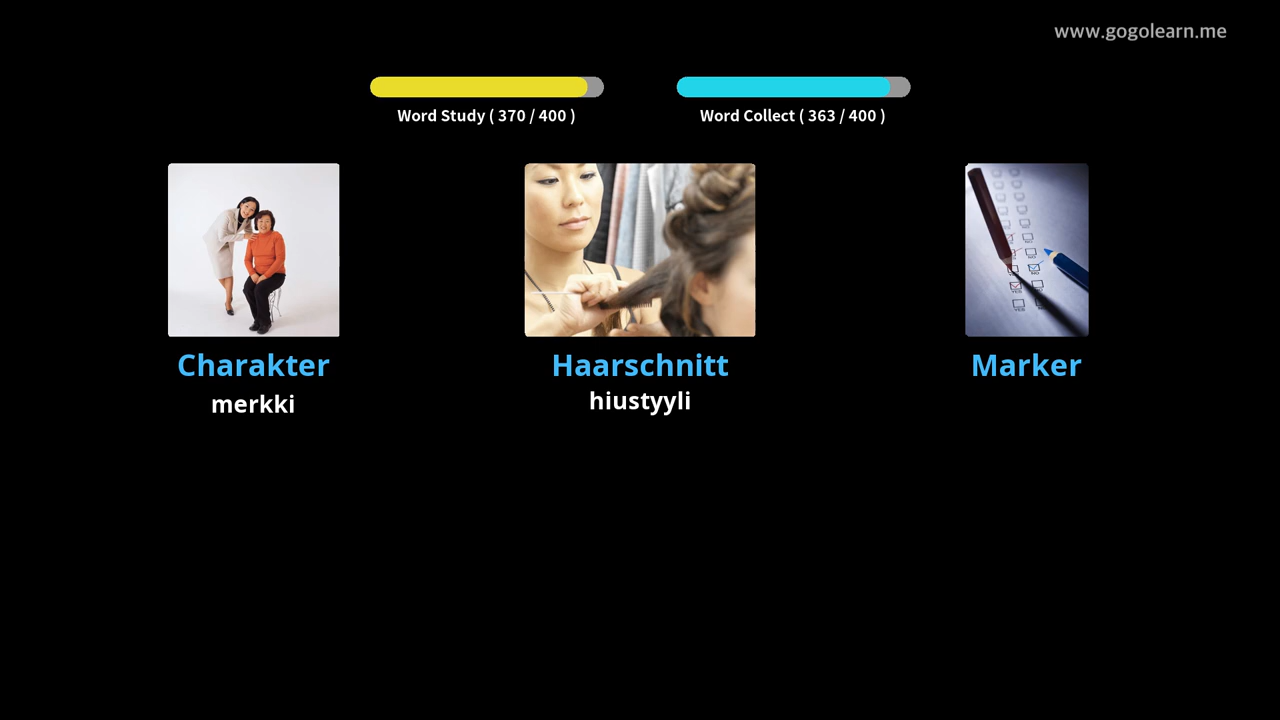 www.gogolearn.me
Word Study ( 370 / 400 )
Word Collect ( 363 / 400 )
Charakter
merkki
Haarschnitt
hiustyyli
Marker